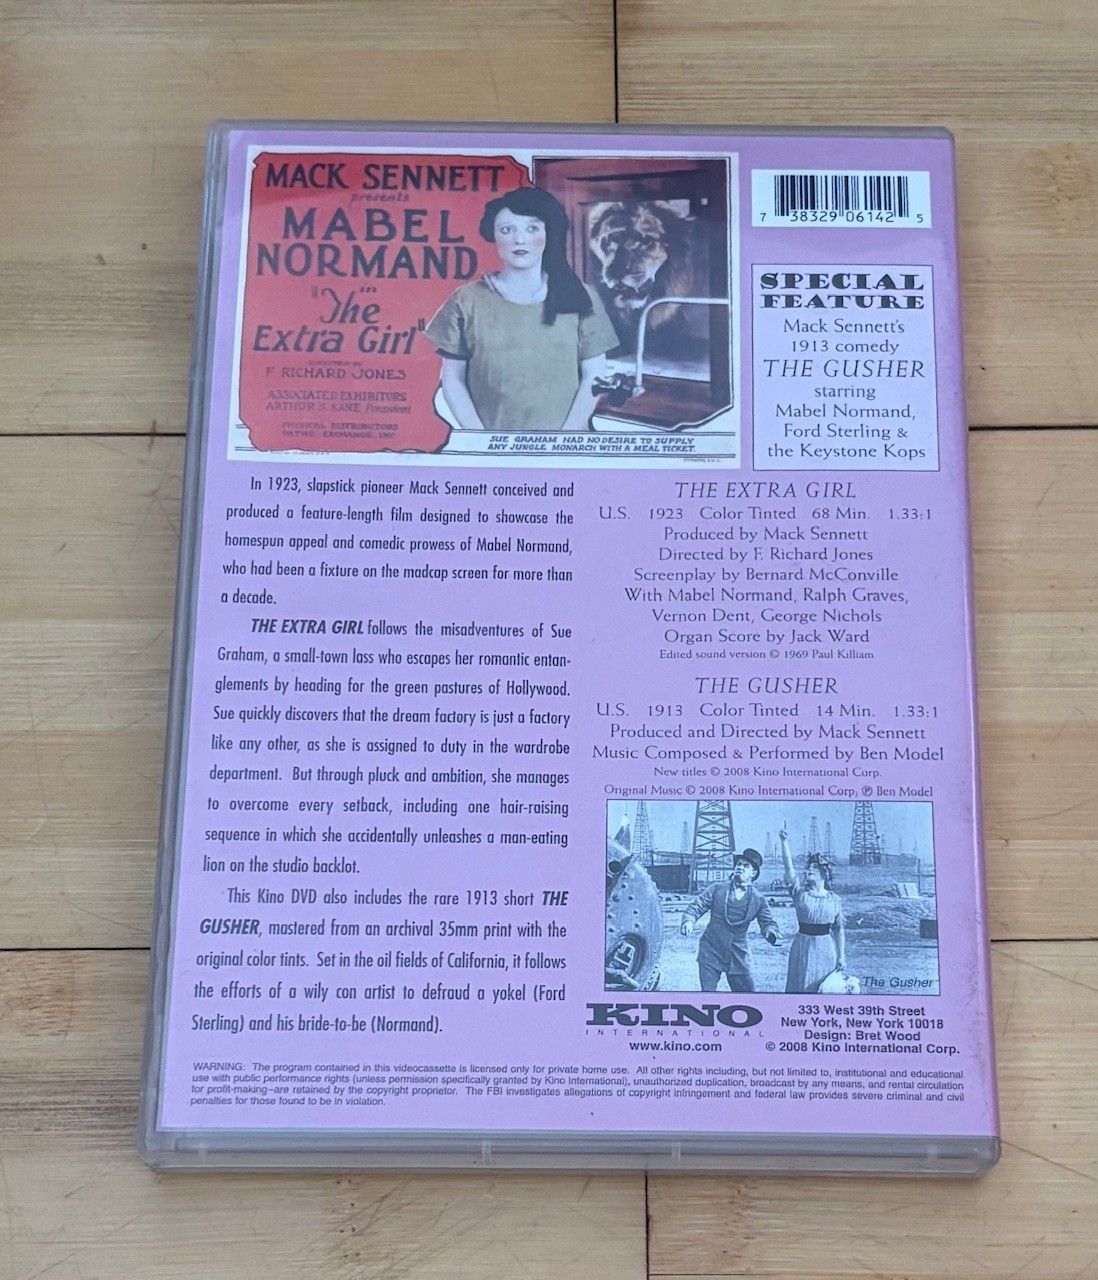 MACK SENNETT
presents
MABEL
NORMAND
in
"The
Extra Girl"
DIRECTED BY
F. RICHARD JONES
ASSOCIATED EXHIBITORS
ARTHUR S. KANE, President
PHYSICAL DISTRIBUTORS
PATHE EXCHANGE, INC
SUE GRAHAM HAD NO DESIRE TO SUPPLY
ANY JUNGLE MONARCH WITH A MEAL TICKET.
7 38329 06142 5
SPECIAL
FEATURE
Mack Sennett's
1913 comedy
THE GUSHER
starring
Mabel Normand,
Ford Sterling &
the Keystone Kops
In 1923, slapstick pioneer Mack Sennett conceived and
produced a feature-length film designed to showcase the
homespun appeal and comedic prowess of Mabel Normand,
who had been a fixture on the madcap screen for more than
a decade.
THE EXTRA GIRL follows the misadventures of Sue
Graham, a small-town lass who escapes her romantic entan-
glements by heading for the green pastures of Hollywood.
Sue quickly discovers that the dream factory is just a factory
like any other, as she is assigned to duty in the wardrobe
department. But through pluck and ambition, she manages
to overcome every setback, including one hair-raising
sequence in which she accidentally unleashes a man-eating
lion on the studio backlot.
This Kino DVD also includes the rare 1913 short THE
GUSHER, mastered from an archival 35mm print with the
original color tints. Set in the oil fields of California, it follows
the efforts of a wily con artist to defraud a yokel (Ford
Sterling) and his bride-to-be (Normand).
THE EXTRA GIRL
U.S. 1923 Color Tinted 68 Min. 1.33:1
Produced by Mack Sennett
Directed by F. Richard Jones
Screenplay by Bernard McConville
With Mabel Normand, Ralph Graves,
Vernon Dent, George Nichols
Organ Score by Jack Ward
Edited sound version © 1969 Paul Killiam
THE GUSHER
U.S. 1913 Color Tinted 14 Min. 1.33:1
Produced and Directed by Mack Sennett
Music Composed & Performed by Ben Model
New titles © 2008 Kino International Corp.
Original Music © 2008 Kino International Corp, ℗ Ben Model
The Gusher
KINO
INTERNATIONAL
www.kino.com
333 West 39th Street
New York, New York 10018
Design: Bret Wood
© 2008 Kino International Corp.
WARNING: The program contained in this videocassette is licensed only for private home use. All other rights including, but not limited to, institutional and educational
use with public performance rights (unless permission specifically granted by Kino International), unauthorized duplication, broadcast by any means, and rental circulation
for profit-making--are retained by the copyright proprietor. The FBI investigates allegations of copyright infringement and federal law provides severe criminal and civil
penalties for those found to be in violation.